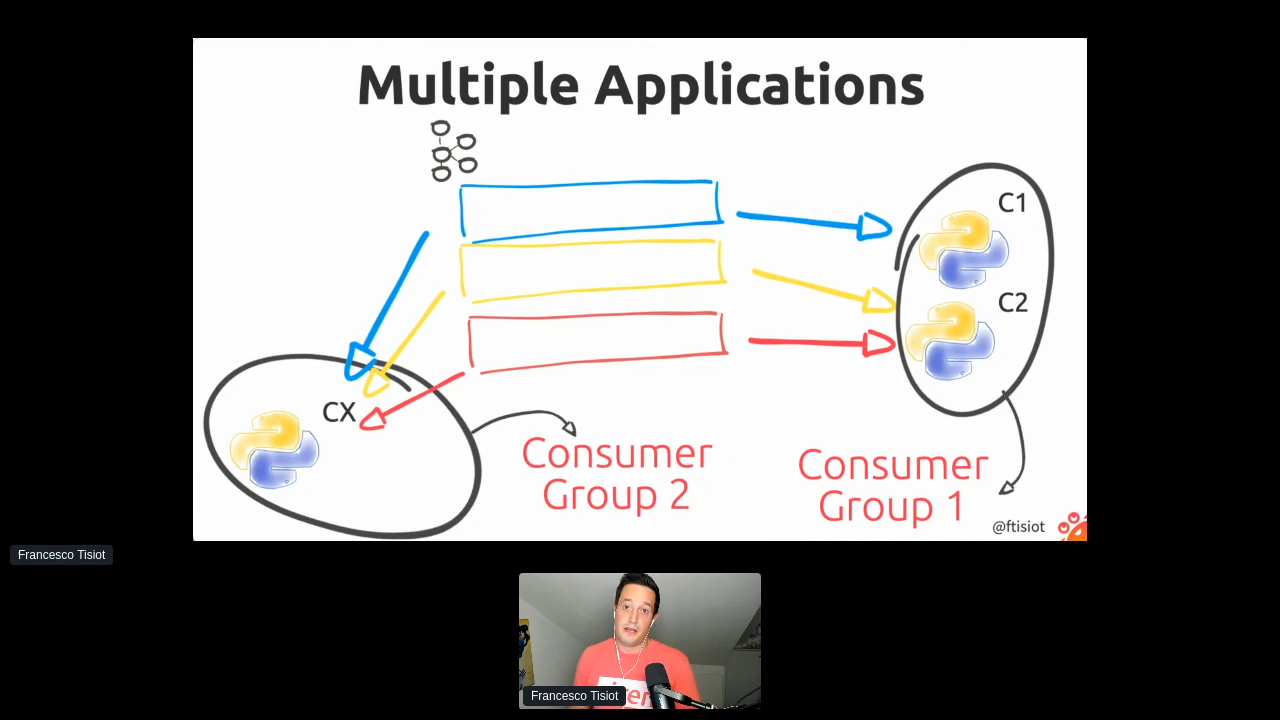 Multiple Applications
C1
C2
CX
Consumer
Group 2
Consumer
Group 1
@ftisiot
Francesco Tisiot
Francesco Tisiot